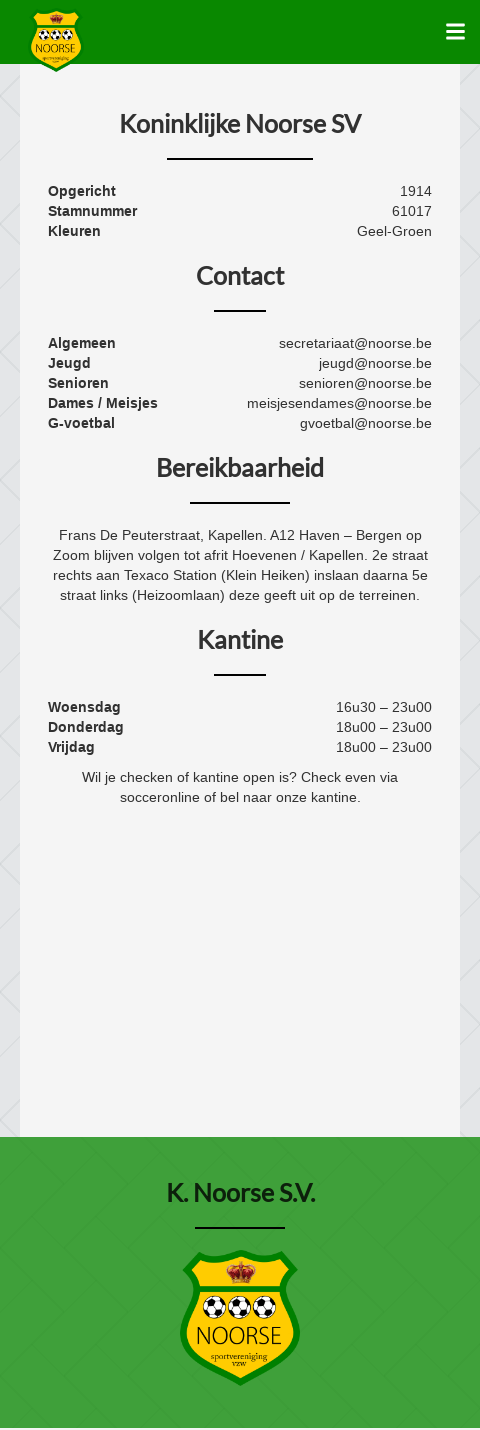 NOORSE
sportvereniging
vzw
Koninklijke Noorse SV
Opgericht 1914
Stamnummer 61017
Kleuren Geel-Groen
Contact
Algemeen secretariaat@noorse.be
Jeugd jeugd@noorse.be
Senioren senioren@noorse.be
Dames / Meisjes meisjesendames@noorse.be
G-voetbal gvoetbal@noorse.be
Bereikbaarheid
Frans De Peuterstraat, Kapellen. A12 Haven – Bergen op
Zoom blijven volgen tot afrit Hoevenen / Kapellen. 2e straat
rechts aan Texaco Station (Klein Heiken) inslaan daarna 5e
straat links (Heizoomlaan) deze geeft uit op de terreinen.
Kantine
Woensdag 16u30 – 23u00
Donderdag 18u00 – 23u00
Vrijdag 18u00 – 23u00
Wil je checken of kantine open is? Check even via
socceronline of bel naar onze kantine.
K. Noorse S.V.
NOORSE
sportvereniging
vzw